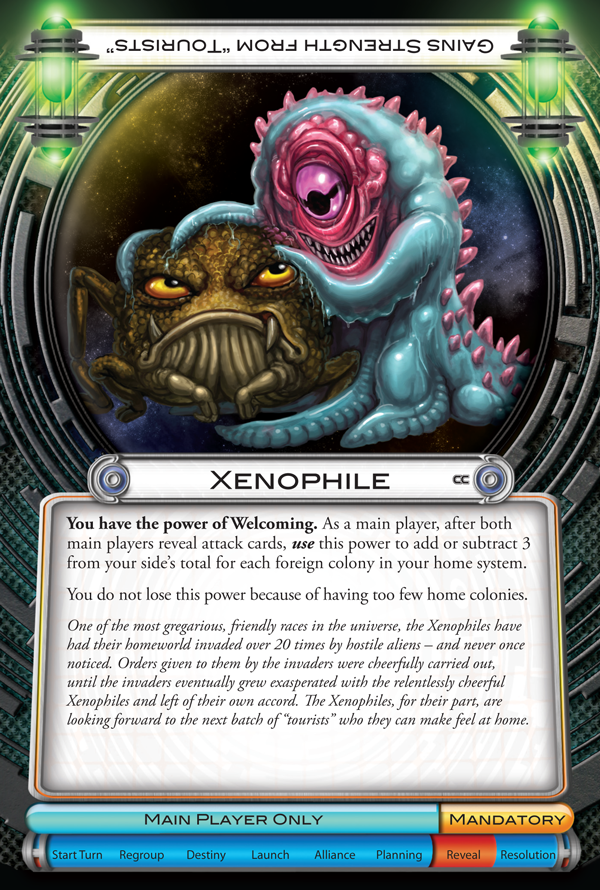 Gains Strength from "Tourists"
Xenophile
CC
You have the power of Welcoming. As a main player, after both
main players reveal attack cards, use this power to add or subtract 3
from your side's total for each foreign colony in your home system.
You do not lose this power because of having too few home colonies.
One of the most gregarious, friendly races in the universe, the Xenophiles have
had their homeworld invaded over 20 times by hostile aliens – and never once
noticed. Orders given to them by the invaders were cheerfully carried out,
until the invaders eventually grew exasperated with the relentlessly cheerful
Xenophiles and left of their own accord. The Xenophiles, for their part, are
looking forward to the next batch of “tourists” who they can make feel at home.
Main Player Only
Mandatory
Start Turn Regroup Destiny Launch Alliance Planning Reveal Resolution